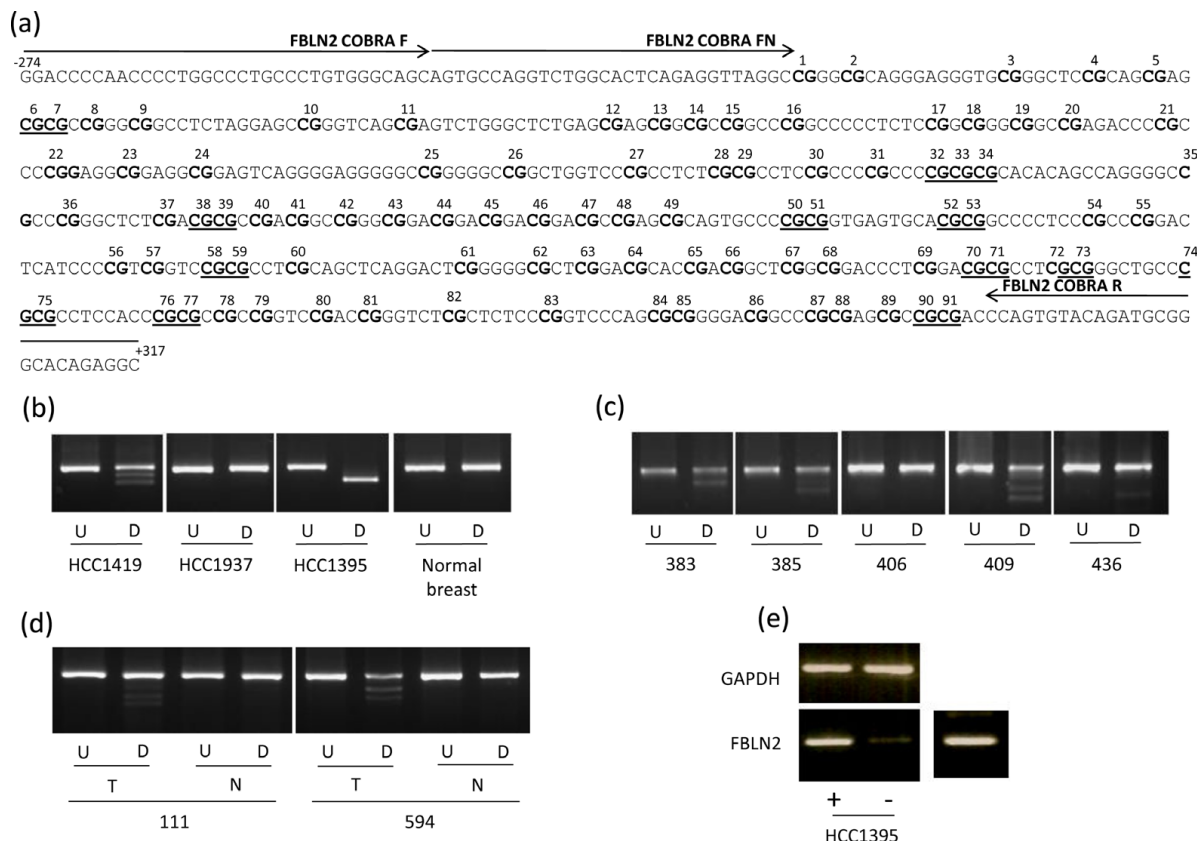 (a)
FBLN2 COBRA F FBLN2 COBRA FN
-274 1 2 3 4 5
GGACCCCAACCCCTGGCCCTGCCCTGTGGGCAGCAGTGCCAGGTCTGGCACTCAGAGGTTAGGCCGGGCGCAGGGAGGGTGCGGGCTCCGCAGCGAG
6 7 8 9 10 11 12 13 14 15 16 17 18 19 20 21
CGCGCCGGGCGGCCTCTAGGAGCCGGGTCAGCGAGTCTGGGCTCTGAGCGAGCGGCGCCGGCCCGGCCCCCCTCTCCGGCGGGCGGCCGAGACCCCGC
22 23 24 25 26 27 28 29 30 31 32 33 34 35
CCCGGAGGCGGAGGCGGAGTCAGGGGAGGGGGCCGGGGGCCGGCTGGTCCCGCCTCTCGCGCCTCCGCCCCGCCCCGCGCGCACACAGCCAGGGGCC
36 37 38 39 40 41 42 43 44 45 46 47 48 49 50 51 52 53 54 55
GCCCGGGCTCTCGACGCGCCGACGGCCGGGCGGACGGACGGACGGACGCCGAGCGCAGTGCCCCGCGGTGAGTGCACGCGGCCCCTCCCGCCCGGAC
56 57 58 59 60 61 62 63 64 65 66 67 68 69 70 71 72 73 74
TCATCCCCGTCGGTCCGCGCCTCGCAGCTCAGGACTCGGGGGCGCTCGGACGCACCGACGGCTCGGCGGACCCTCGGACGCGCCTCCGCGGGCTGCCC
75 76 77 78 79 80 81 82 83 84 85 86 87 88 89 90 91 FBLN2 COBRA R
GCGCCTCCACCCGCGCCGCCGGTCCGACCGGGTCTCGCTCTCCCGGTCCCAGCGCGGGGACGGCCCGCGAGCGCCGCGACCCAGTGTACAGATGCGG
GCACAGAGGC +317
(b)
U D U D U D U D
HCC1419 HCC1937 HCC1395 Normal breast
(c)
U D U D U D U D U D
383 385 406 409 436
(d)
U D U D U D U D
T N T N
111 594
(e)
GAPDH
FBLN2
+ -
HCC1395